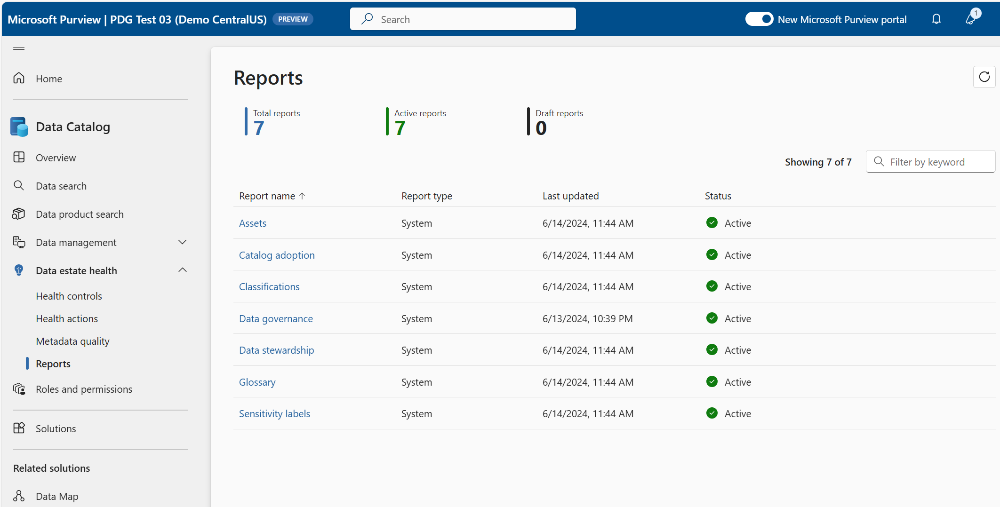 Microsoft Purview | PDG Test 03 (Demo CentralUS) PREVIEW Search New Microsoft Purview portal 1
Home
Data Catalog
Overview
Data search
Data product search
Data management
Data estate health
Health controls
Health actions
Metadata quality
Reports
Roles and permissions
Solutions
Related solutions
Data Map
Reports
Total reports Active reports Draft reports
7 7 0
Showing 7 of 7 Filter by keyword
Report name ↑ Report type Last updated Status
Assets System 6/14/2024, 11:44 AM Active
Catalog adoption System 6/14/2024, 11:44 AM Active
Classifications System 6/14/2024, 11:44 AM Active
Data governance System 6/13/2024, 10:39 PM Active
Data stewardship System 6/14/2024, 11:44 AM Active
Glossary System 6/14/2024, 11:44 AM Active
Sensitivity labels System 6/14/2024, 11:44 AM Active